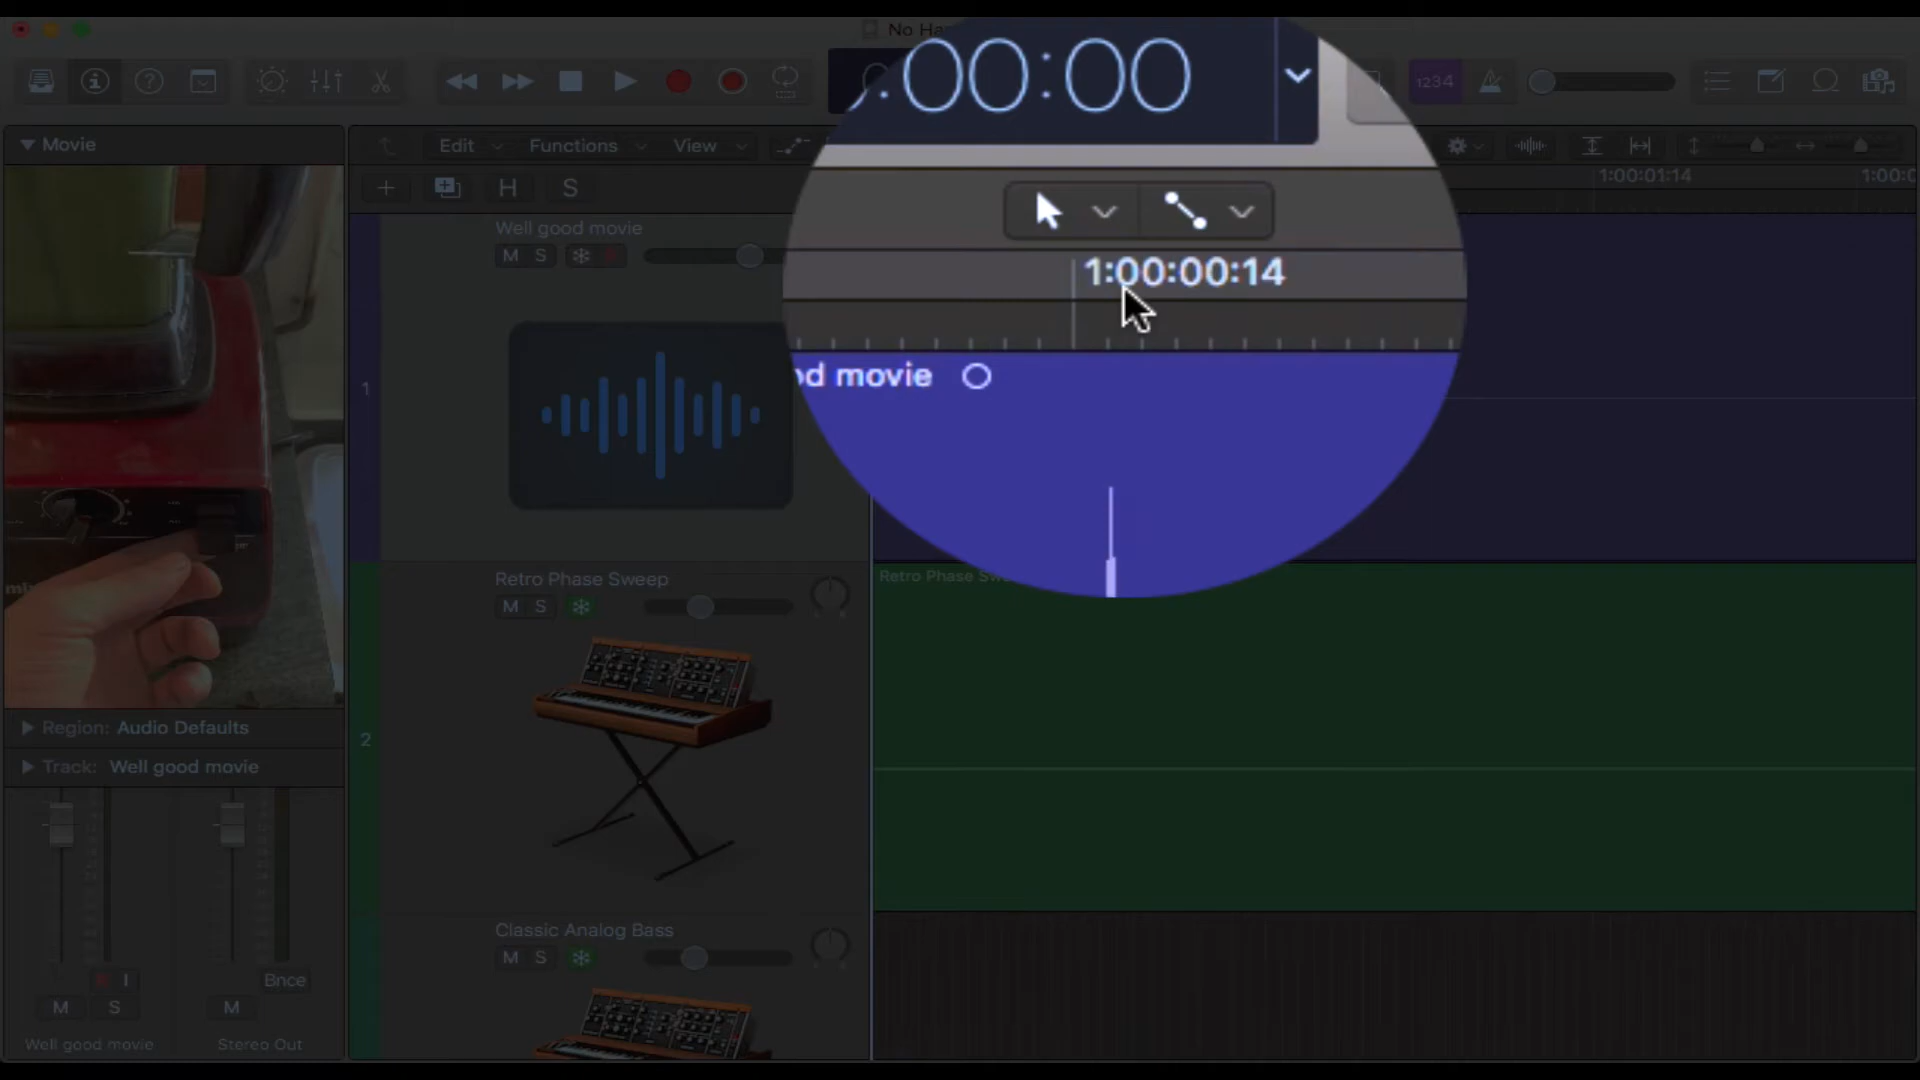 No Ha
:00:00
1234
Movie
Edit
Functions
View
1:00:01:14
1:00:0
H
S
1:00:00:14
Well good movie
M S
od movie
1
Retro Phase Sweep
M S
Retro Phase Sw
Region: Audio Defaults
2
Track: Well good movie
Classic Analog Bass
M S
I
Bnce
M
S
M
Well good movie
Stereo Out